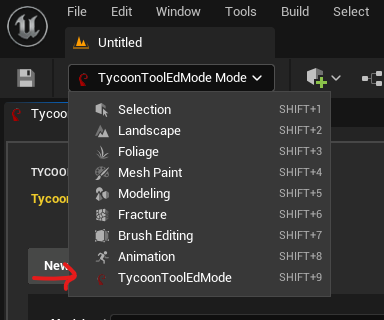 File Edit Window Tools Build Select
Untitled
TycoonToolEdMode Mode
Tycoo
Selection SHIFT+1
Landscape SHIFT+2
Foliage SHIFT+3
Mesh Paint SHIFT+4
TYCOO
Modeling SHIFT+5
Tycoon
Fracture SHIFT+6
Brush Editing SHIFT+7
Animation SHIFT+8
New
TycoonToolEdMode SHIFT+9